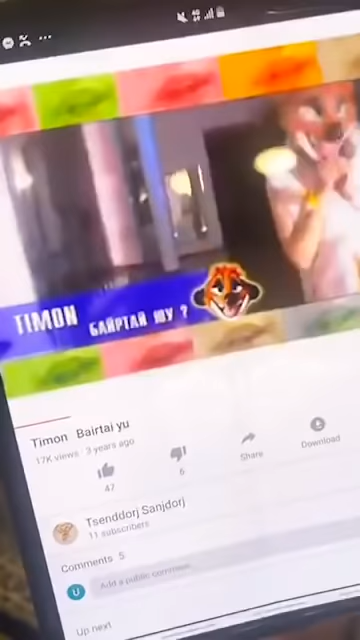 4G
TIMON
БАЙРТАЙ ЮУ ?
Timon Bairtai yu
17K views · 3 years ago
47
6
Share
Download
Tsenddorj Sanjdorj
11 subscribers
Comments 5
U
Add a public comment...
Up next